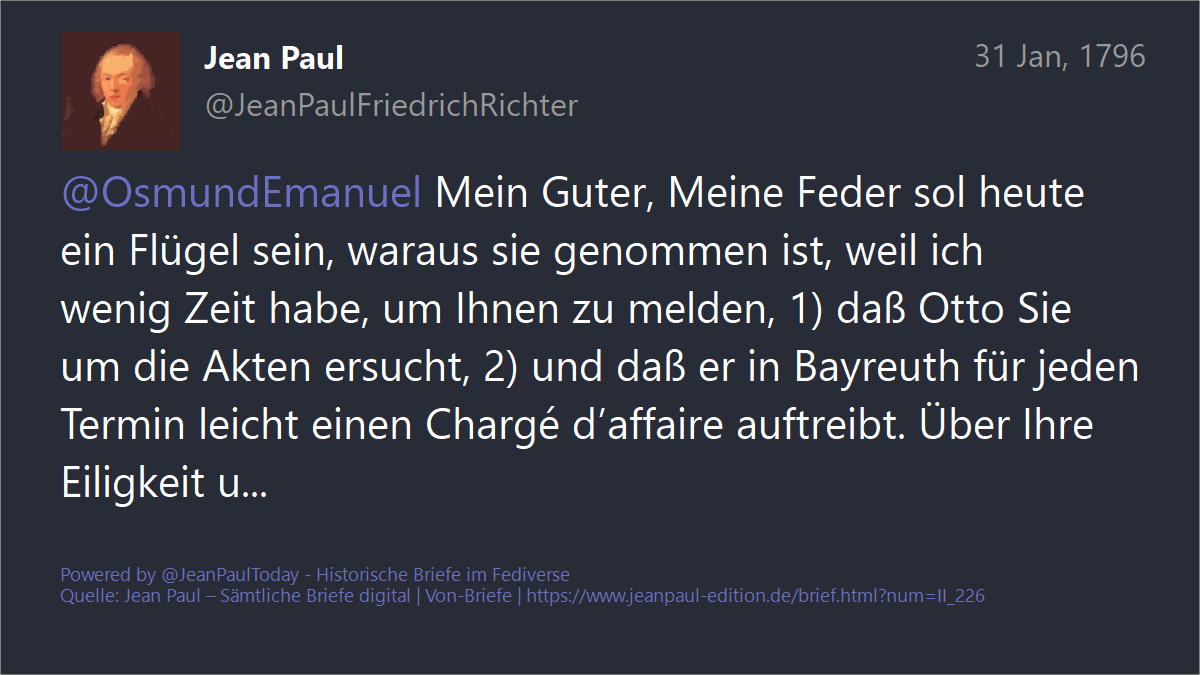 Jean Paul
31 Jan, 1796
@JeanPaulFriedrichRichter
@OsmundEmanuel Mein Guter, Meine Feder sol heute
ein Flügel sein, waraus sie genommen ist, weil ich
wenig Zeit habe, um Ihnen zu melden, 1) daß Otto Sie
um die Akten ersucht, 2) und daß er in Bayreuth für jeden
Termin leicht einen Chargé d’affaire auftreibt. Über Ihre
Eiligkeit u...
Powered by @JeanPaulToday - Historische Briefe im Fediverse
Quelle: Jean Paul – Sämtliche Briefe digital | Von-Briefe | https://www.jeanpaul-edition.de/brief.html?num=II_226